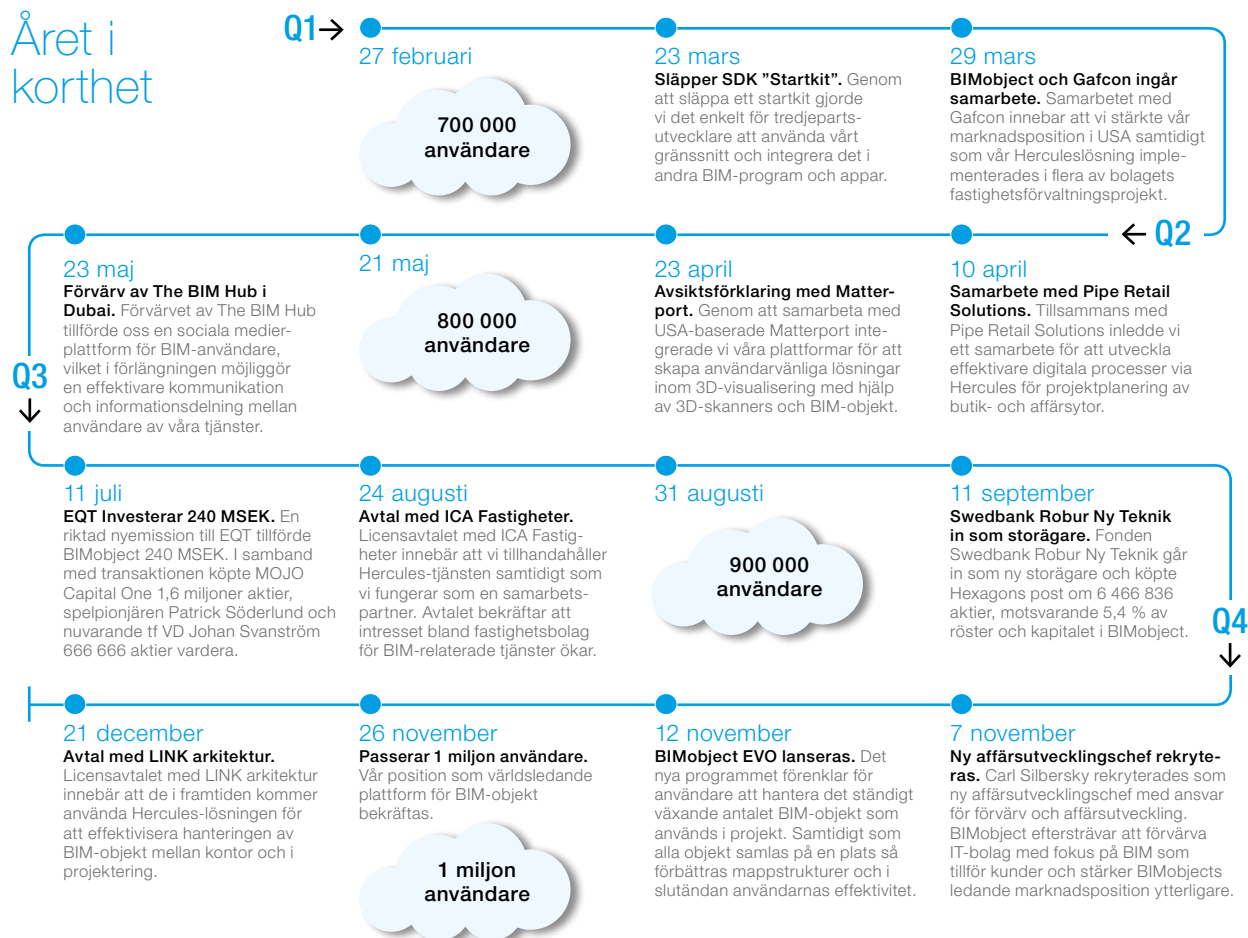 Året i
korthet
Q1→
27 februari
700 000
användare
23 mars
Släpper SDK ”Startkit”. Genom
att släppa ett startkit gjorde
vi det enkelt för tredjeparts-
utvecklare att använda vårt
gränssnitt och integrera det i
andra BIM-program och appar.
29 mars
BIMobject och Gafcon ingår
samarbete. Samarbetet med
Gafcon innebar att vi stärkte vår
marknadsposition i USA samtidigt
som vår Herculeslösning imple-
menterades i flera av bolagets
fastighetsförvaltningsprojekt.
← Q2
10 april
Samarbete med Pipe Retail
Solutions. Tillsammans med
Pipe Retail Solutions inledde vi
ett samarbete för att utveckla
effektivare digitala processer via
Hercules för projektplanering av
butik- och affärsytor.
23 april
Avsiktsförklaring med Matter-
port. Genom att samarbeta med
USA-baserade Matterport inte-
grerade vi våra plattformar för att
skapa användarvänliga lösningar
inom 3D-visualisering med hjälp
av 3D-skanners och BIM-objekt.
21 maj
800 000
användare
23 maj
Förvärv av The BIM Hub i
Dubai. Förvärvet av The BIM Hub
tillförde oss en sociala medier-
plattform för BIM-användare,
vilket i förlängningen möjliggör
en effektivare kommunikation
och informationsdelning mellan
användare av våra tjänster.
Q3
↓
11 juli
EQT Investerar 240 MSEK. En
riktad nyemission till EQT tillförde
BIMobject 240 MSEK. I samband
med transaktionen köpte MOJO
Capital One 1,6 miljoner aktier,
spelpionjären Patrick Söderlund och
nuvarande tf VD Johan Svanström
666 666 aktier vardera.
24 augusti
Avtal med ICA Fastigheter.
Licensavtalet med ICA Fastig-
heter innebär att vi tillhandahåller
Hercules-tjänsten samtidigt som
vi fungerar som en samarbets-
partner. Avtalet bekräftar att
intresset bland fastighetsbolag
för BIM-relaterade tjänster ökar.
31 augusti
900 000
användare
11 september
Swedbank Robur Ny Teknik
in som storägare. Fonden
Swedbank Robur Ny Teknik går
in som ny storägare och köpte
Hexagons post om 6 466 836
aktier, motsvarande 5,4 % av
röster och kapitalet i BIMobject.
Q4
↓
7 november
Ny affärsutvecklingschef rekryte-
ras. Carl Silbersky rekryterades som
ny affärsutvecklingschef med ansvar
för förvärv och affärsutveckling.
BIMobject eftersträvar att förvärva
IT-bolag med fokus på BIM som
tillför kunder och stärker BIMobjects
ledande marknadsposition ytterligare.
12 november
BIMobject EVO lanseras. Det
nya programmet förenklar för
användare att hantera det ständigt
växande antalet BIM-objekt som
används i projekt. Samtidigt som
alla objekt samlas på en plats så
förbättras mappstrukturer och i
slutändan användarnas effektivitet.
26 november
Passerar 1 miljon användare.
Vår position som världsledande
plattform för BIM-objekt
bekräftas.
1 miljon
användare
21 december
Avtal med LINK arkitektur.
Licensavtalet med LINK arkitektur
innebär att de i framtiden kommer
använda Hercules-lösningen för
att effektivisera hanteringen av
BIM-objekt mellan kontor och i
projektering.